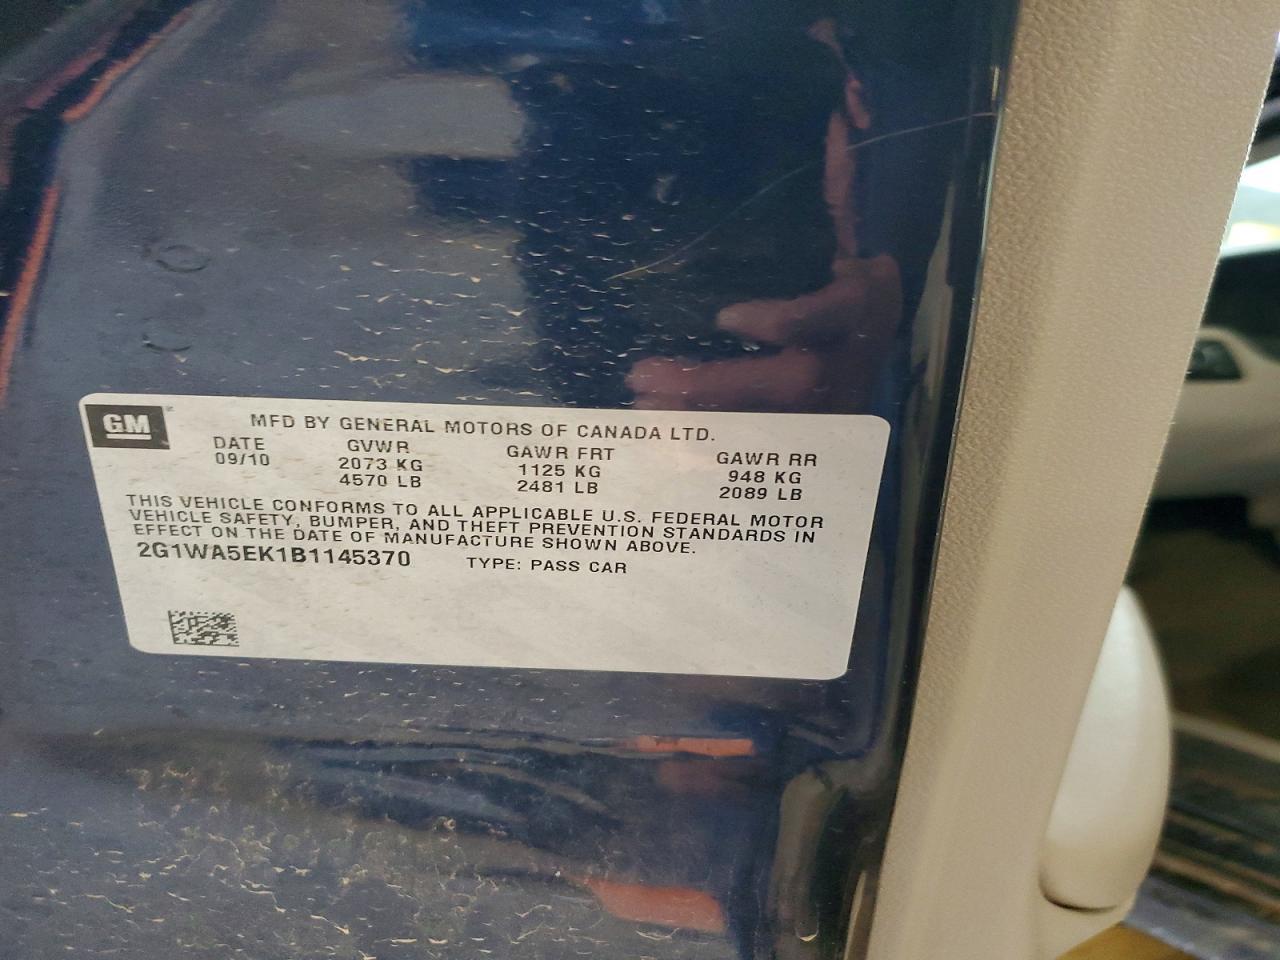 GM
MFD BY GENERAL MOTORS OF CANADA LTD.
DATE GVWR GAWR FRT GAWR RR
09/10 2073 KG 1125 KG 948 KG
4570 LB 2481 LB 2089 LB
THIS VEHICLE CONFORMS TO ALL APPLICABLE U.S. FEDERAL MOTOR
VEHICLE SAFETY, BUMPER, AND THEFT PREVENTION STANDARDS IN
EFFECT ON THE DATE OF MANUFACTURE SHOWN ABOVE.
2G1WA5EK1B1145370 TYPE: PASS CAR